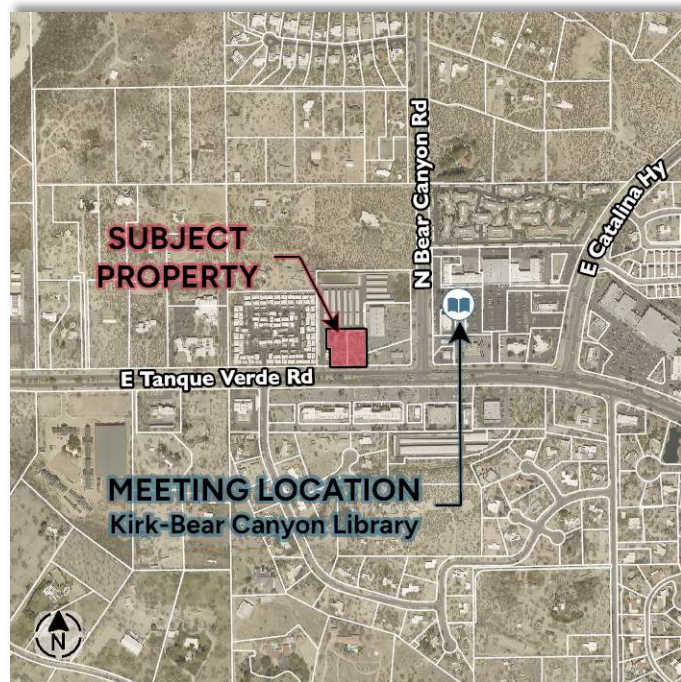 N Bear Canyon Rd
E Catalina Hy
SUBJECT
PROPERTY
E Tanque Verde Rd
MEETING LOCATION
Kirk-Bear Canyon Library
N